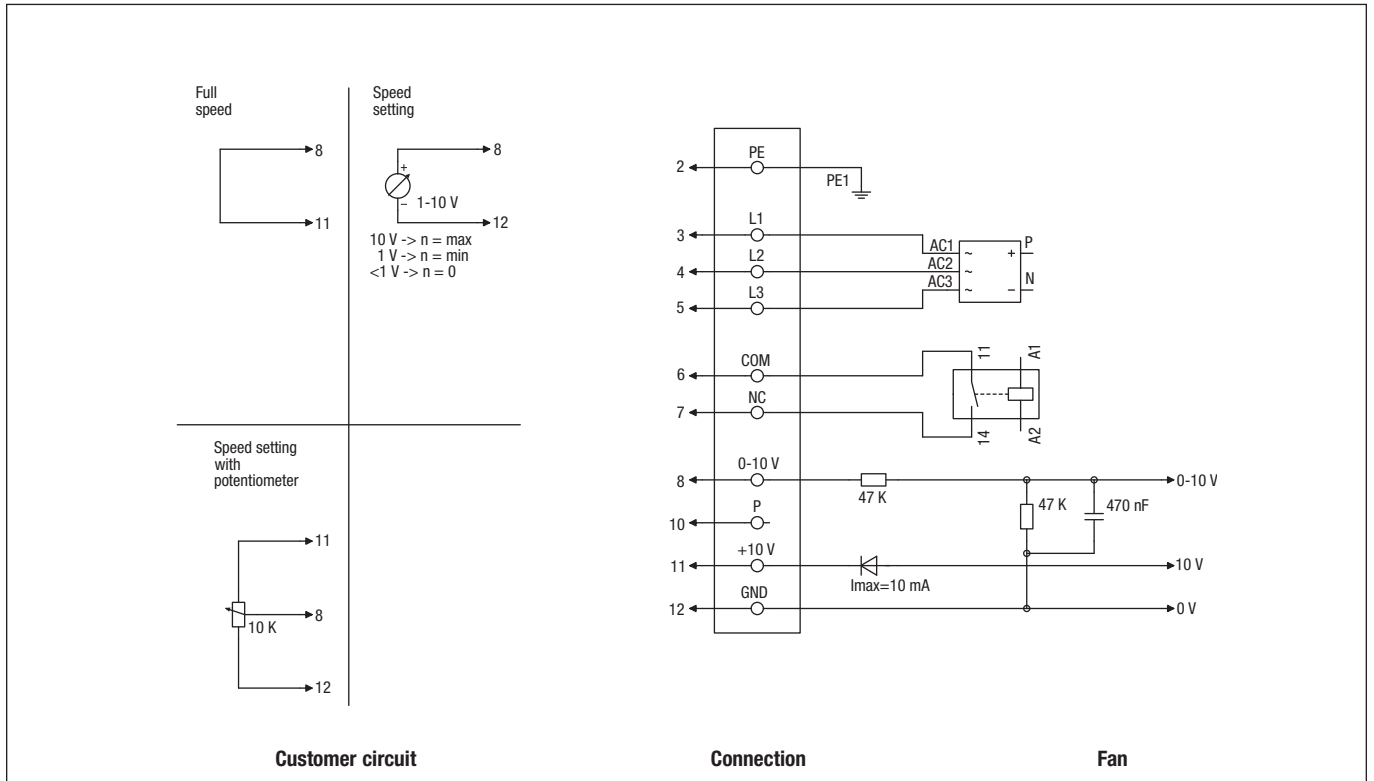 Full
speed
8
11
Speed
setting
8
+
–
1-10 V
12
10 V -> n = max
1 V -> n = min
<1 V -> n = 0
Speed setting
with
potentiometer
11
8
10 K
12
2
PE
PE1
3
L1
AC1
~
+
P
4
L2
AC2
~
5
L3
AC3
~
–
N
6
COM
11
A1
7
NC
14
A2
8
0-10 V
47 K
47 K
470 nF
0-10 V
10
P
11
+10 V
Imax=10 mA
10 V
12
GND
0 V
Customer circuit
Connection
Fan